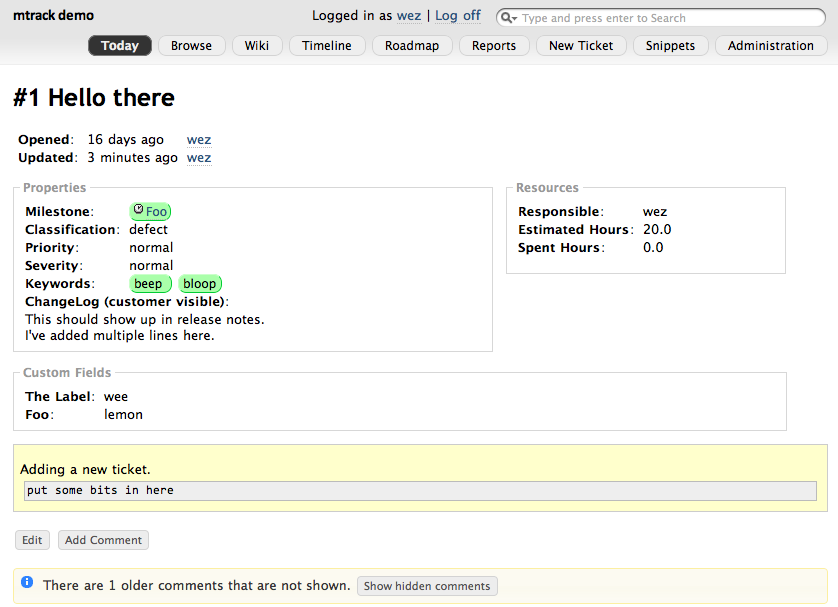 mtrack demo
Logged in as wez | Log off
Type and press enter to Search
Today Browse Wiki Timeline Roadmap Reports New Ticket Snippets Administration
#1 Hello there
Opened: 16 days ago wez
Updated: 3 minutes ago wez
Properties
Milestone: Foo
Classification: defect
Priority: normal
Severity: normal
Keywords: beep bloop
ChangeLog (customer visible):
This should show up in release notes.
I've added multiple lines here.
Resources
Responsible: wez
Estimated Hours: 20.0
Spent Hours: 0.0
Custom Fields
The Label: wee
Foo: lemon
Adding a new ticket.
put some bits in here
Edit Add Comment
There are 1 older comments that are not shown. Show hidden comments